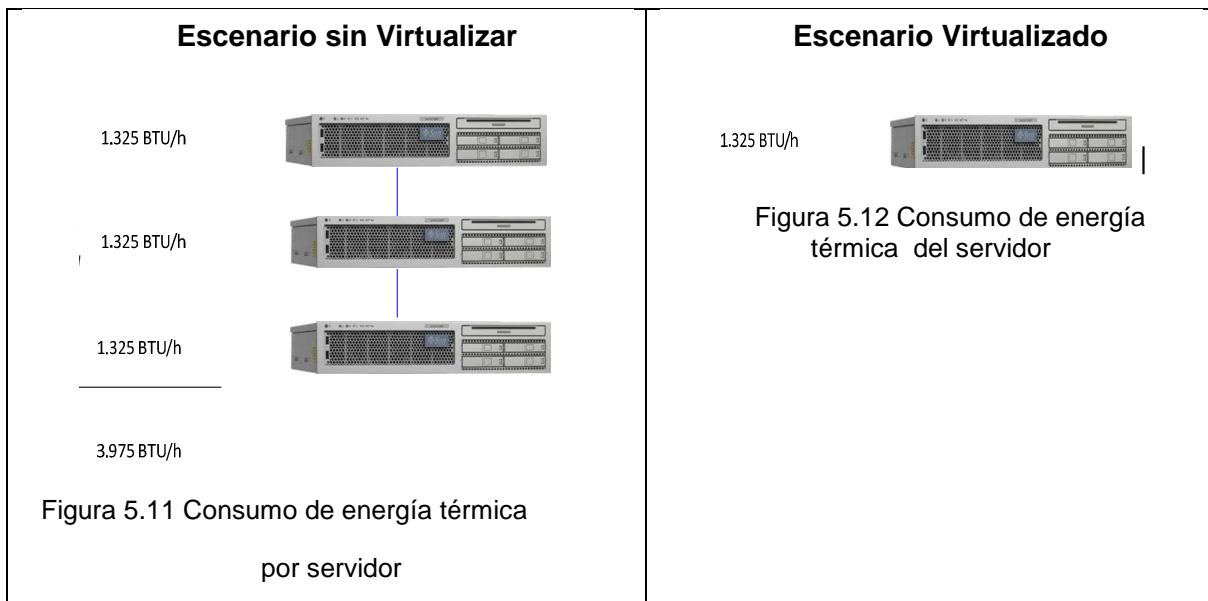 Escenario sin Virtualizar
1.325 BTU/h
1.325 BTU/h
1.325 BTU/h
3.975 BTU/h
Figura 5.11 Consumo de energía térmica
por servidor
Escenario Virtualizado
1.325 BTU/h
Figura 5.12 Consumo de energía
térmica del servidor